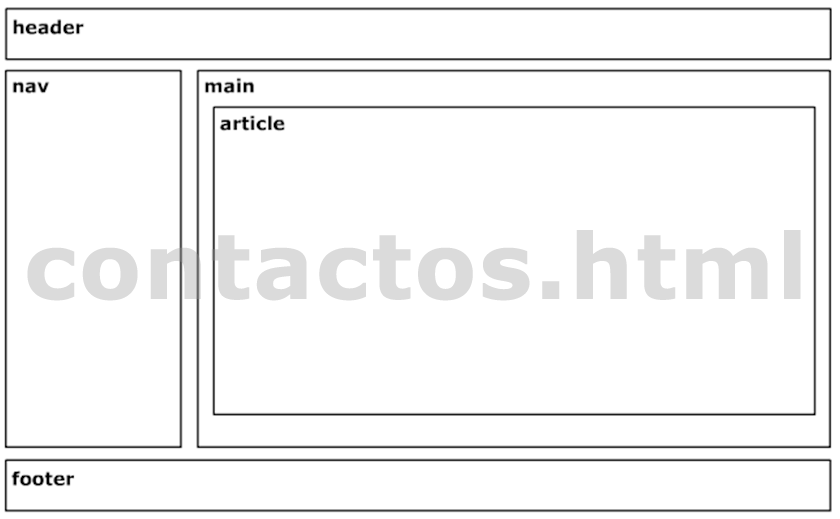 header
nav
main
article
contactos.html
footer